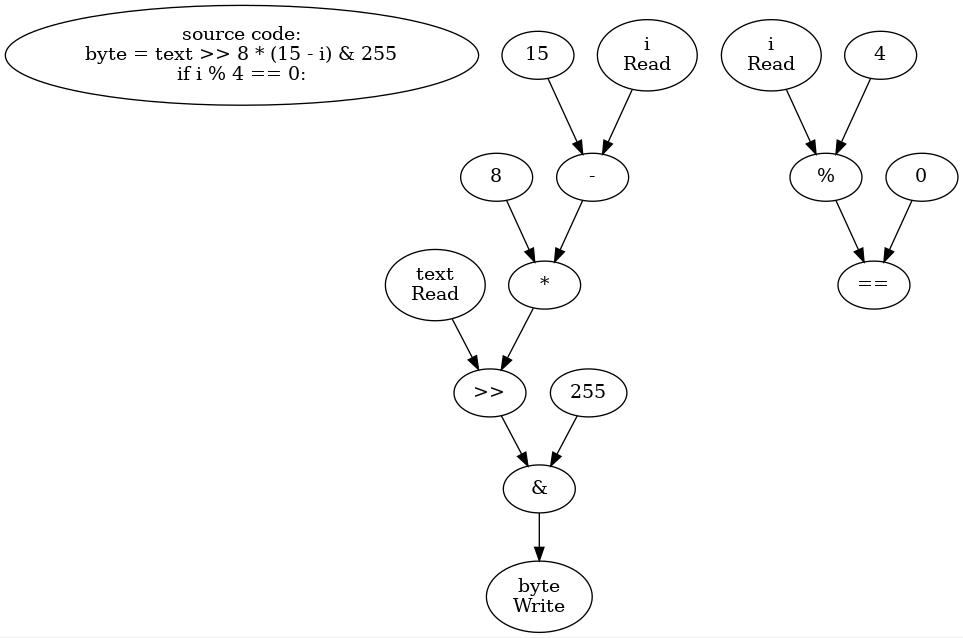 source code:
byte = text >> 8 * (15 - i) & 255
if i % 4 == 0:
15
i
Read
i
Read
4
8
-
%
0
text
Read
*
==
>>
255
&
byte
Write